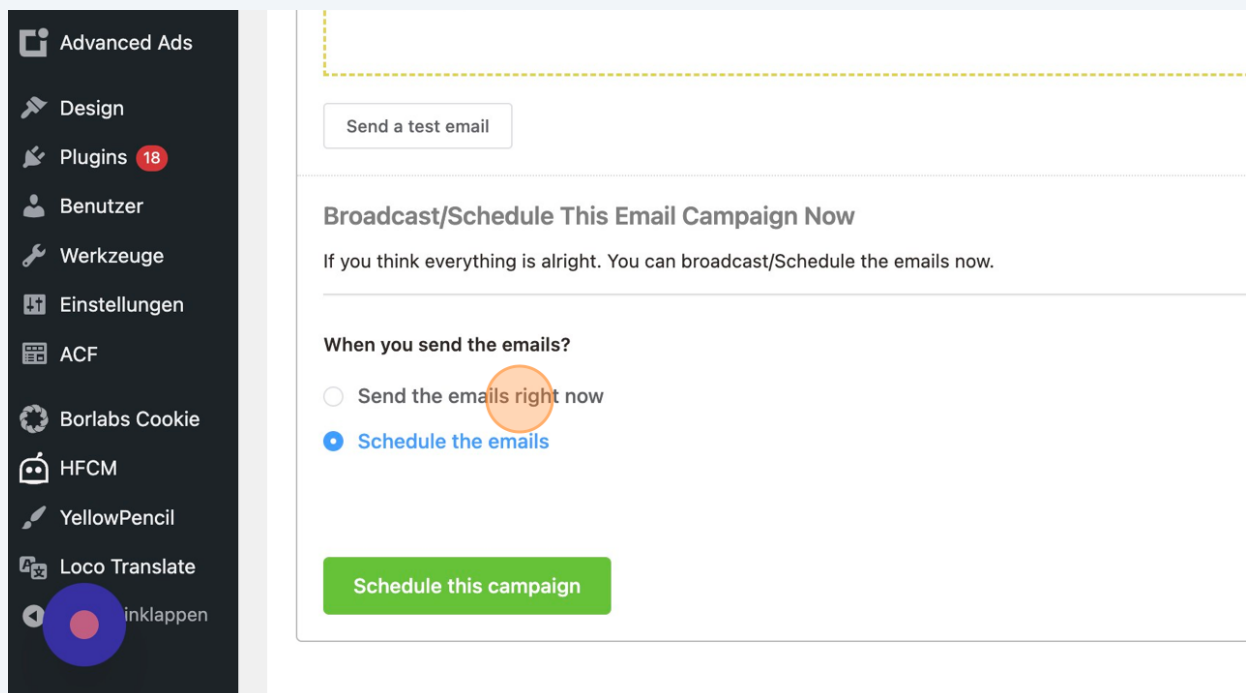 Advanced Ads
Design
Plugins 18
Benutzer
Werkzeuge
Einstellungen
ACF
Borlabs Cookie
HFCM
YellowPencil
Loco Translate
inklappen
Send a test email
Broadcast/Schedule This Email Campaign Now
If you think everything is alright. You can broadcast/Schedule the emails now.
When you send the emails?
Send the emails right now
Schedule the emails
Schedule this campaign